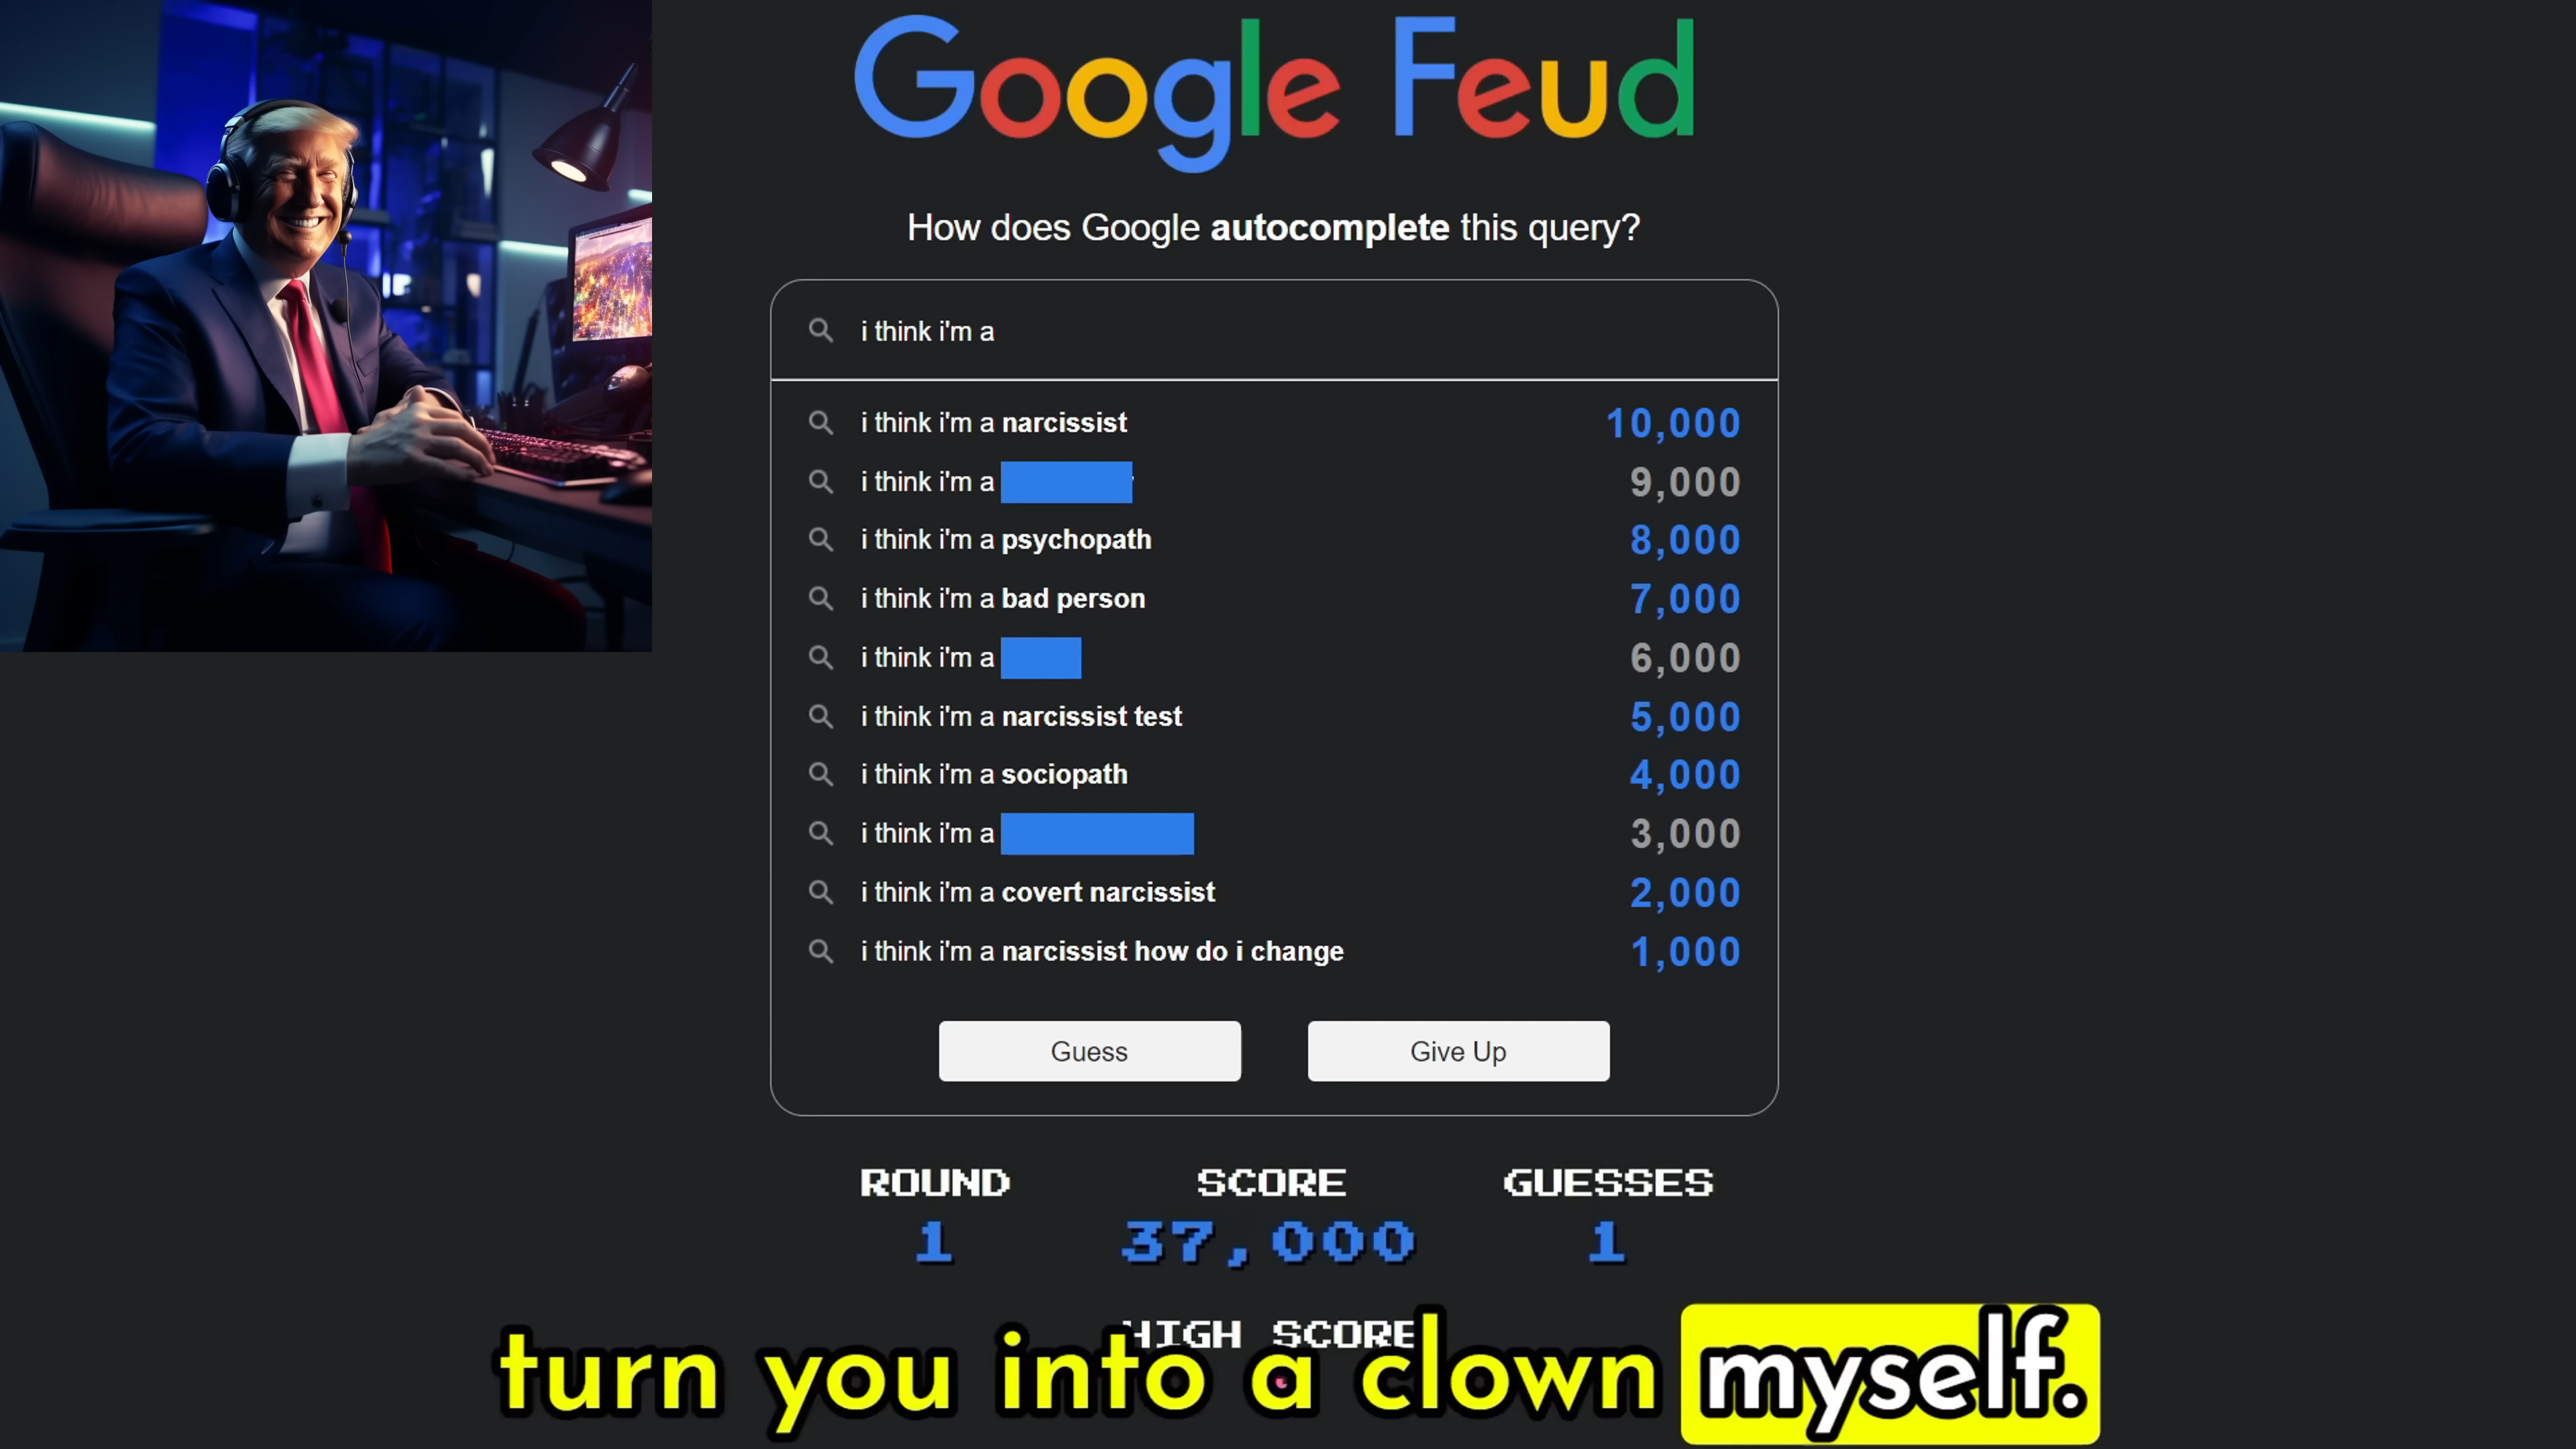 Google Feud
How does Google autocomplete this query?
i think i'm a
i think i'm a narcissist 10,000
i think i'm a 9,000
i think i'm a psychopath 8,000
i think i'm a bad person 7,000
i think i'm a 6,000
i think i'm a narcissist test 5,000
i think i'm a sociopath 4,000
i think i'm a 3,000
i think i'm a covert narcissist 2,000
i think i'm a narcissist how do i change 1,000
Guess Give Up
ROUND SCORE GUESSES
1 37,000 1
HIGH SCORE
turn you into a clown myself.